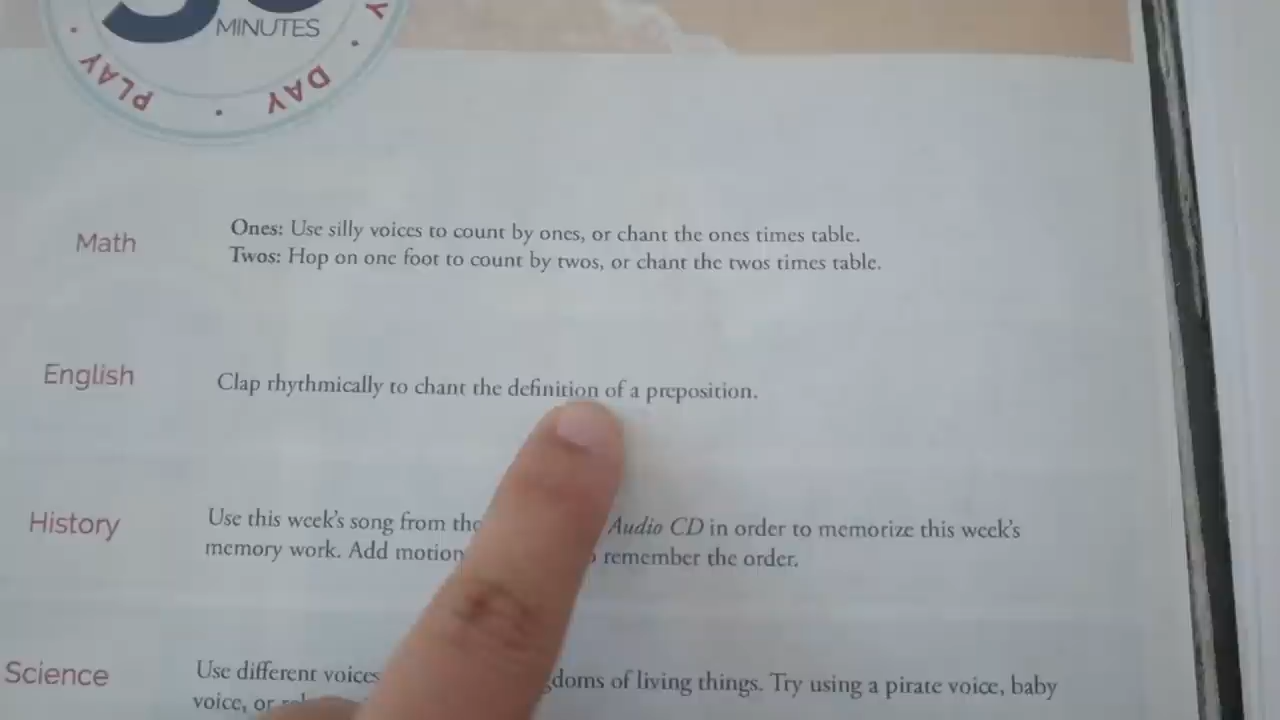 MINUTES
PLAY · DAY ·
Math
Ones: Use silly voices to count by ones, or chant the ones times table.
Twos: Hop on one foot to count by twos, or chant the twos times table.
English
Clap rhythmically to chant the definition of a preposition.
History
Use this week's song from the Audio CD in order to memorize this week's
memory work. Add motion remember the order.
Science
Use different voices of living things. Try using a pirate voice, baby
voice, or